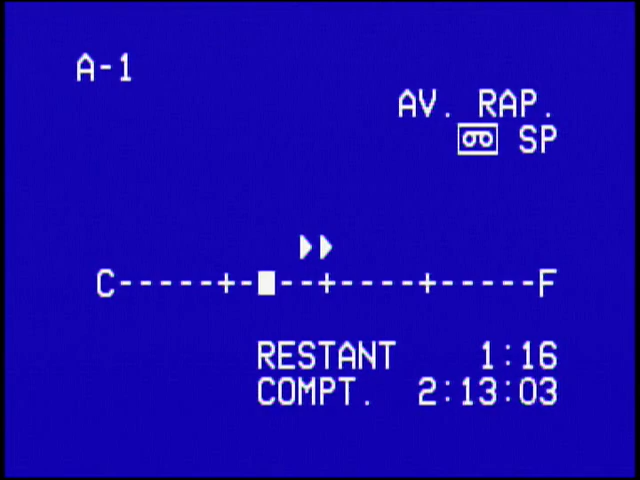 A-1
AV. RAP.
SP
C-----+-■--+----+-----F
RESTANT 1:16
COMPT. 2:13:03